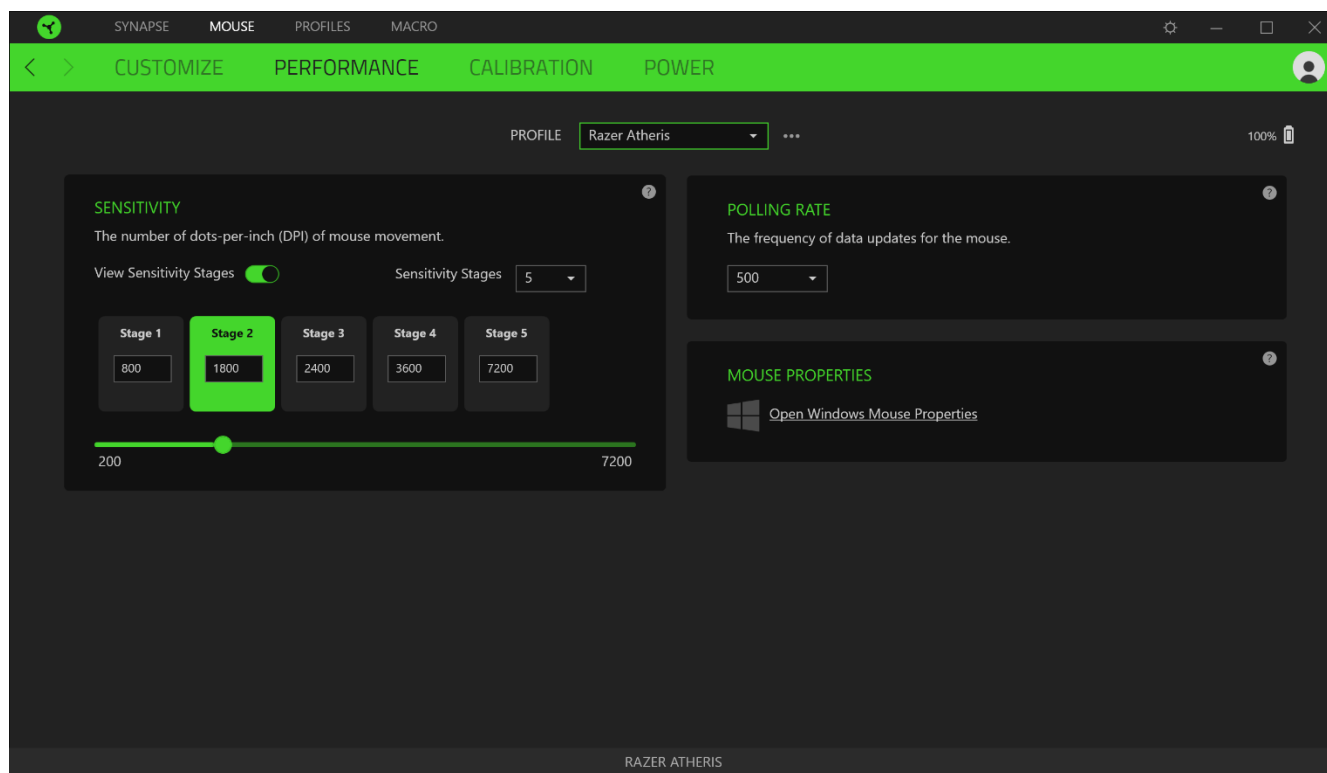 SYNAPSE MOUSE PROFILES MACRO
CUSTOMIZE PERFORMANCE CALIBRATION POWER
PROFILE Razer Atheris ••• 100%
SENSITIVITY ?
The number of dots-per-inch (DPI) of mouse movement.
View Sensitivity Stages Sensitivity Stages 5
Stage 1 Stage 2 Stage 3 Stage 4 Stage 5
800 1800 2400 3600 7200
200 7200
POLLING RATE ?
The frequency of data updates for the mouse.
500
MOUSE PROPERTIES ?
Open Windows Mouse Properties
RAZER ATHERIS